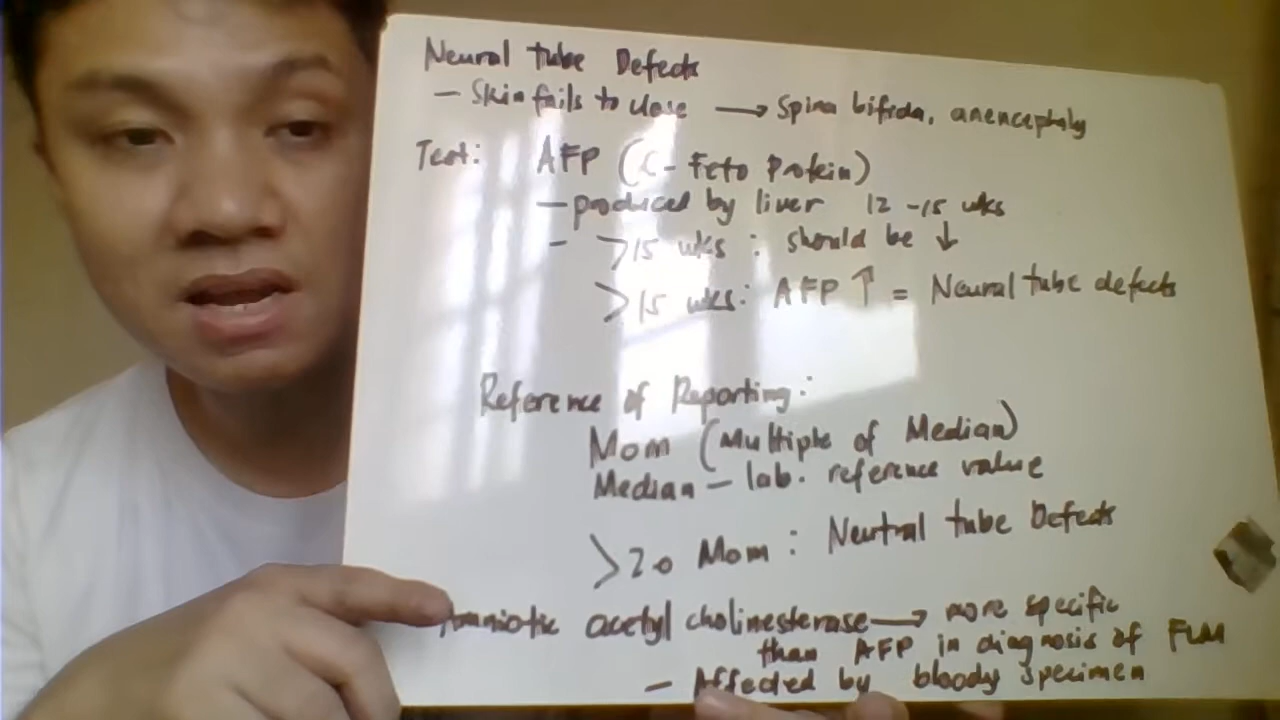 Neural tube Defects
- Skin fails to close → Spina bifida, anencephaly
Test: AFP (- Feto Protein)
- produced by liver 12-15 wks
- >15 wks : should be ↓
>15 wks: AFP ↑ = Neural tube defects
Reference of Reporting:
Mom (Multiple of Median)
Median - lab. reference value
>2.0 Mom : Neutral tube Defects
Amniotic acetyl cholinesterase → more specific
than AFP in diagnosis of FLM
- Affected by bloody specimen